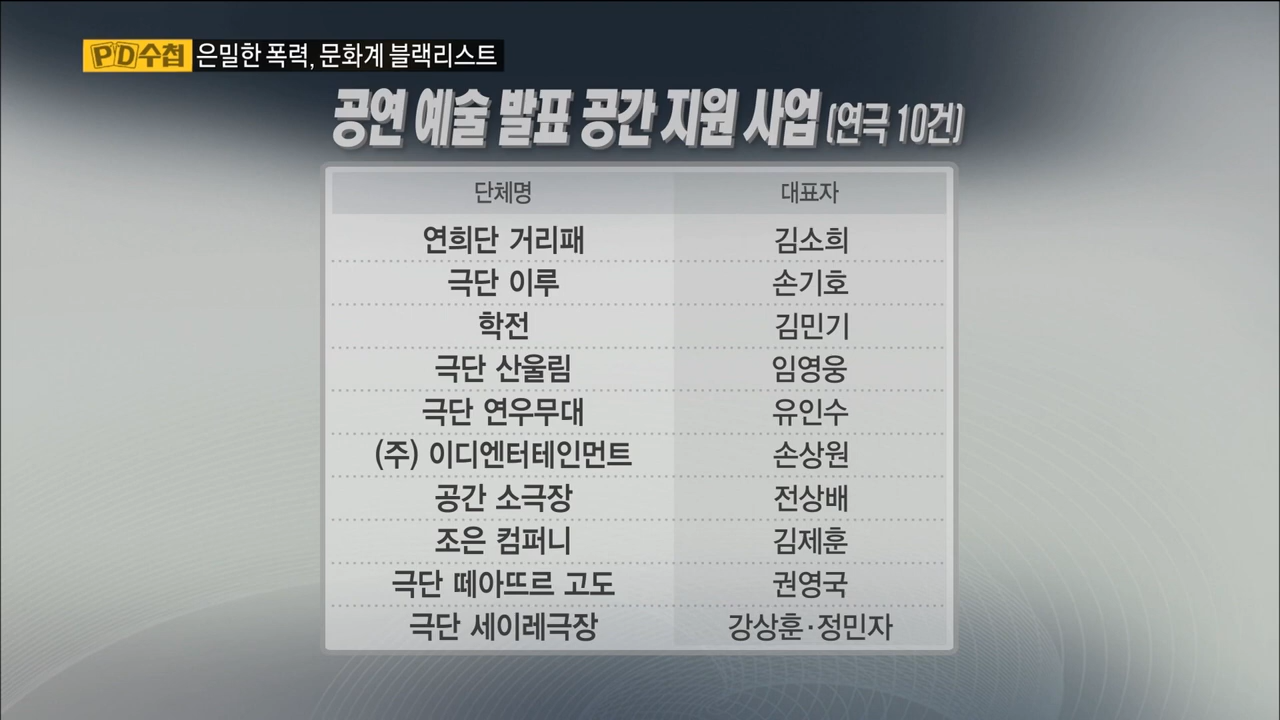 PD수첩 은밀한 폭력, 문화계 블랙리스트
공연 예술 발표 공간 지원 사업 (연극 10건)
단체명 대표자
연희단 거리패 김소희
극단 이루 손기호
학전 김민기
극단 산울림 임영웅
극단 연우무대 유인수
(주) 이디엔터테인먼트 손상원
공간 소극장 전상배
조은 컴퍼니 김제훈
극단 떼아뜨르 고도 권영국
극단 세이레극장 강상훈·정민자